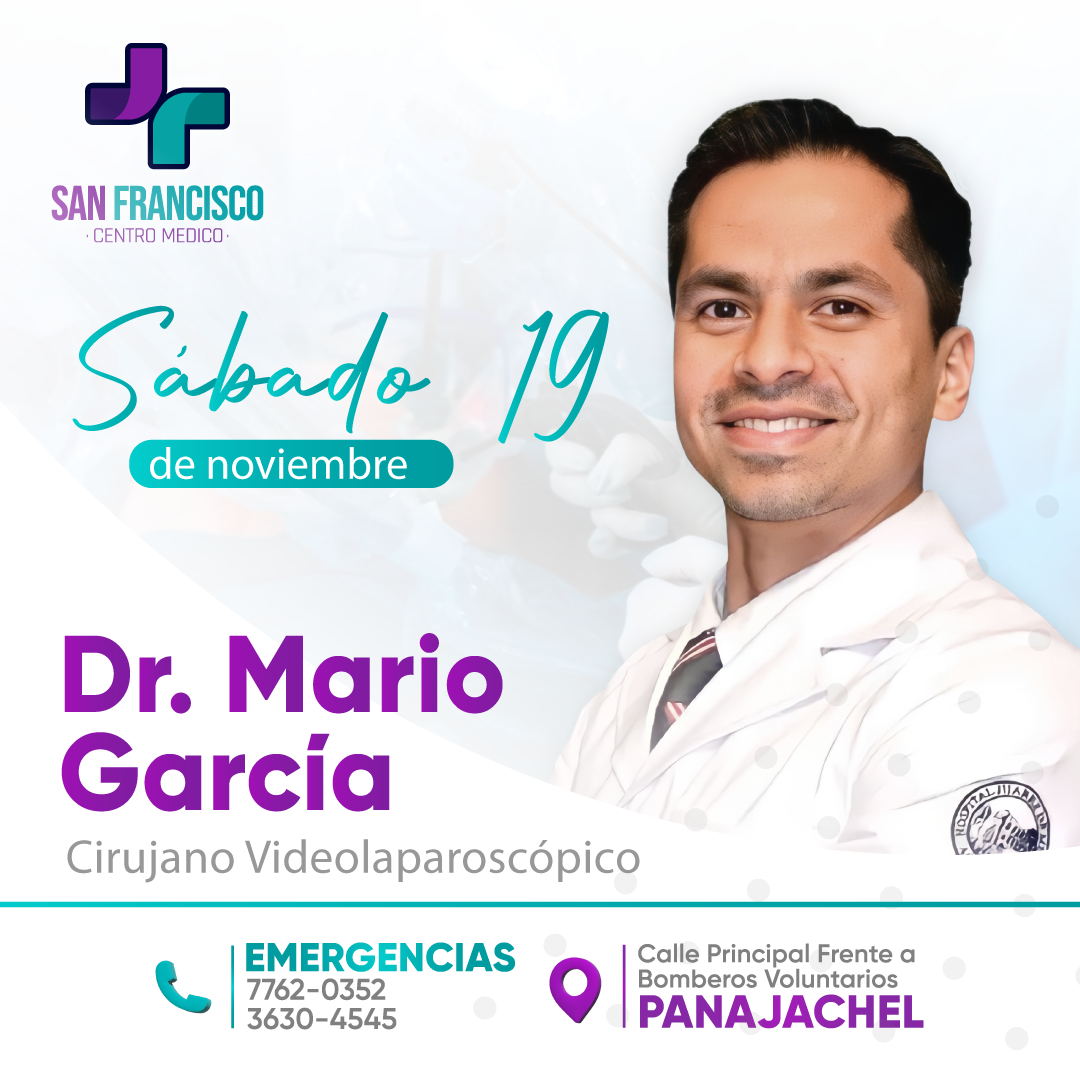 SAN FRANCISCO
· CENTRO MEDICO ·
Sábado 19
de noviembre
Dr. Mario
García
Cirujano Videolaparoscópico
EMERGENCIAS
7762-0352
3630-4545
Calle Principal Frente a
Bomberos Voluntarios
PANAJACHEL